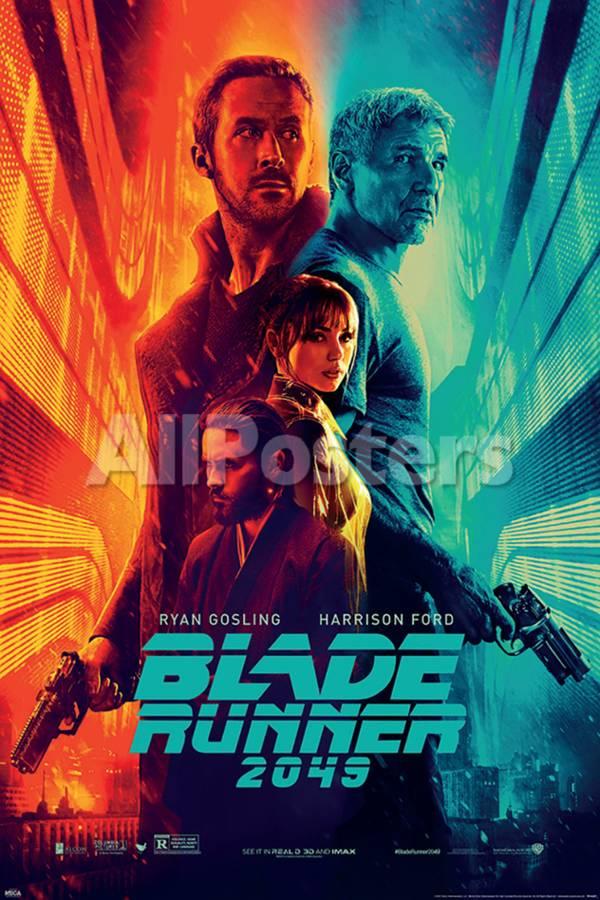 AllPosters
RYAN GOSLING HARRISON FORD
BLADE
RUNNER
2049
R
SEE IT IN REAL D 3D AND IMAX
#BladeRunner2049